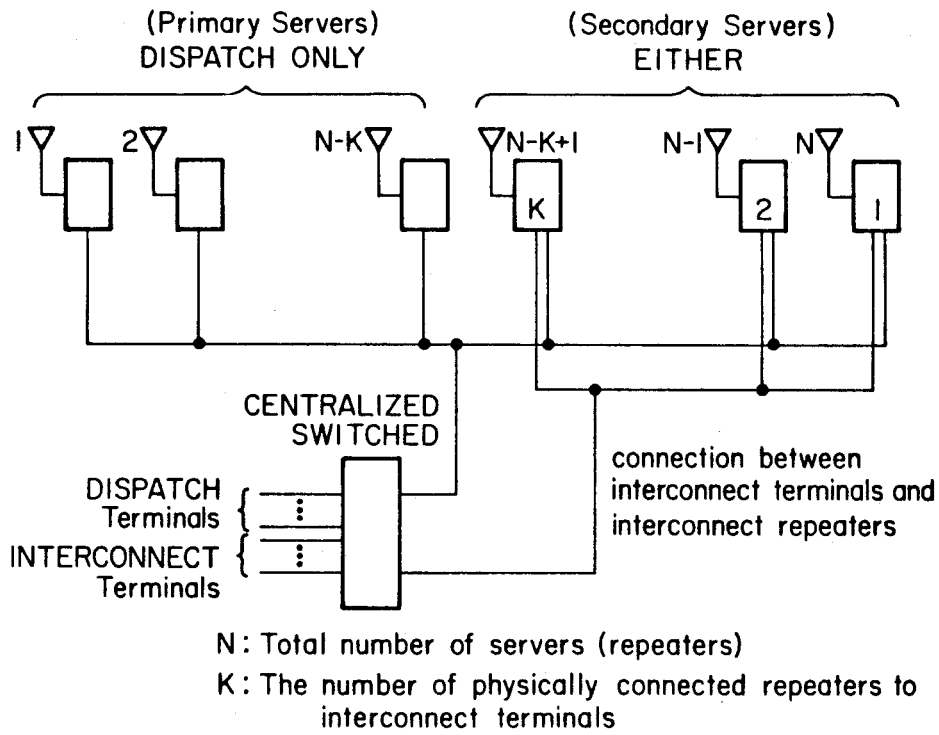 (Primary Servers)
DISPATCH ONLY
(Secondary Servers)
EITHER
1
2
N-K
N-K+1
N-1
N
K
2
1
CENTRALIZED
SWITCHED
DISPATCH
Terminals
INTERCONNECT
Terminals
connection between
interconnect terminals and
interconnect repeaters
N: Total number of servers (repeaters)
K: The number of physically connected repeaters to
interconnect terminals